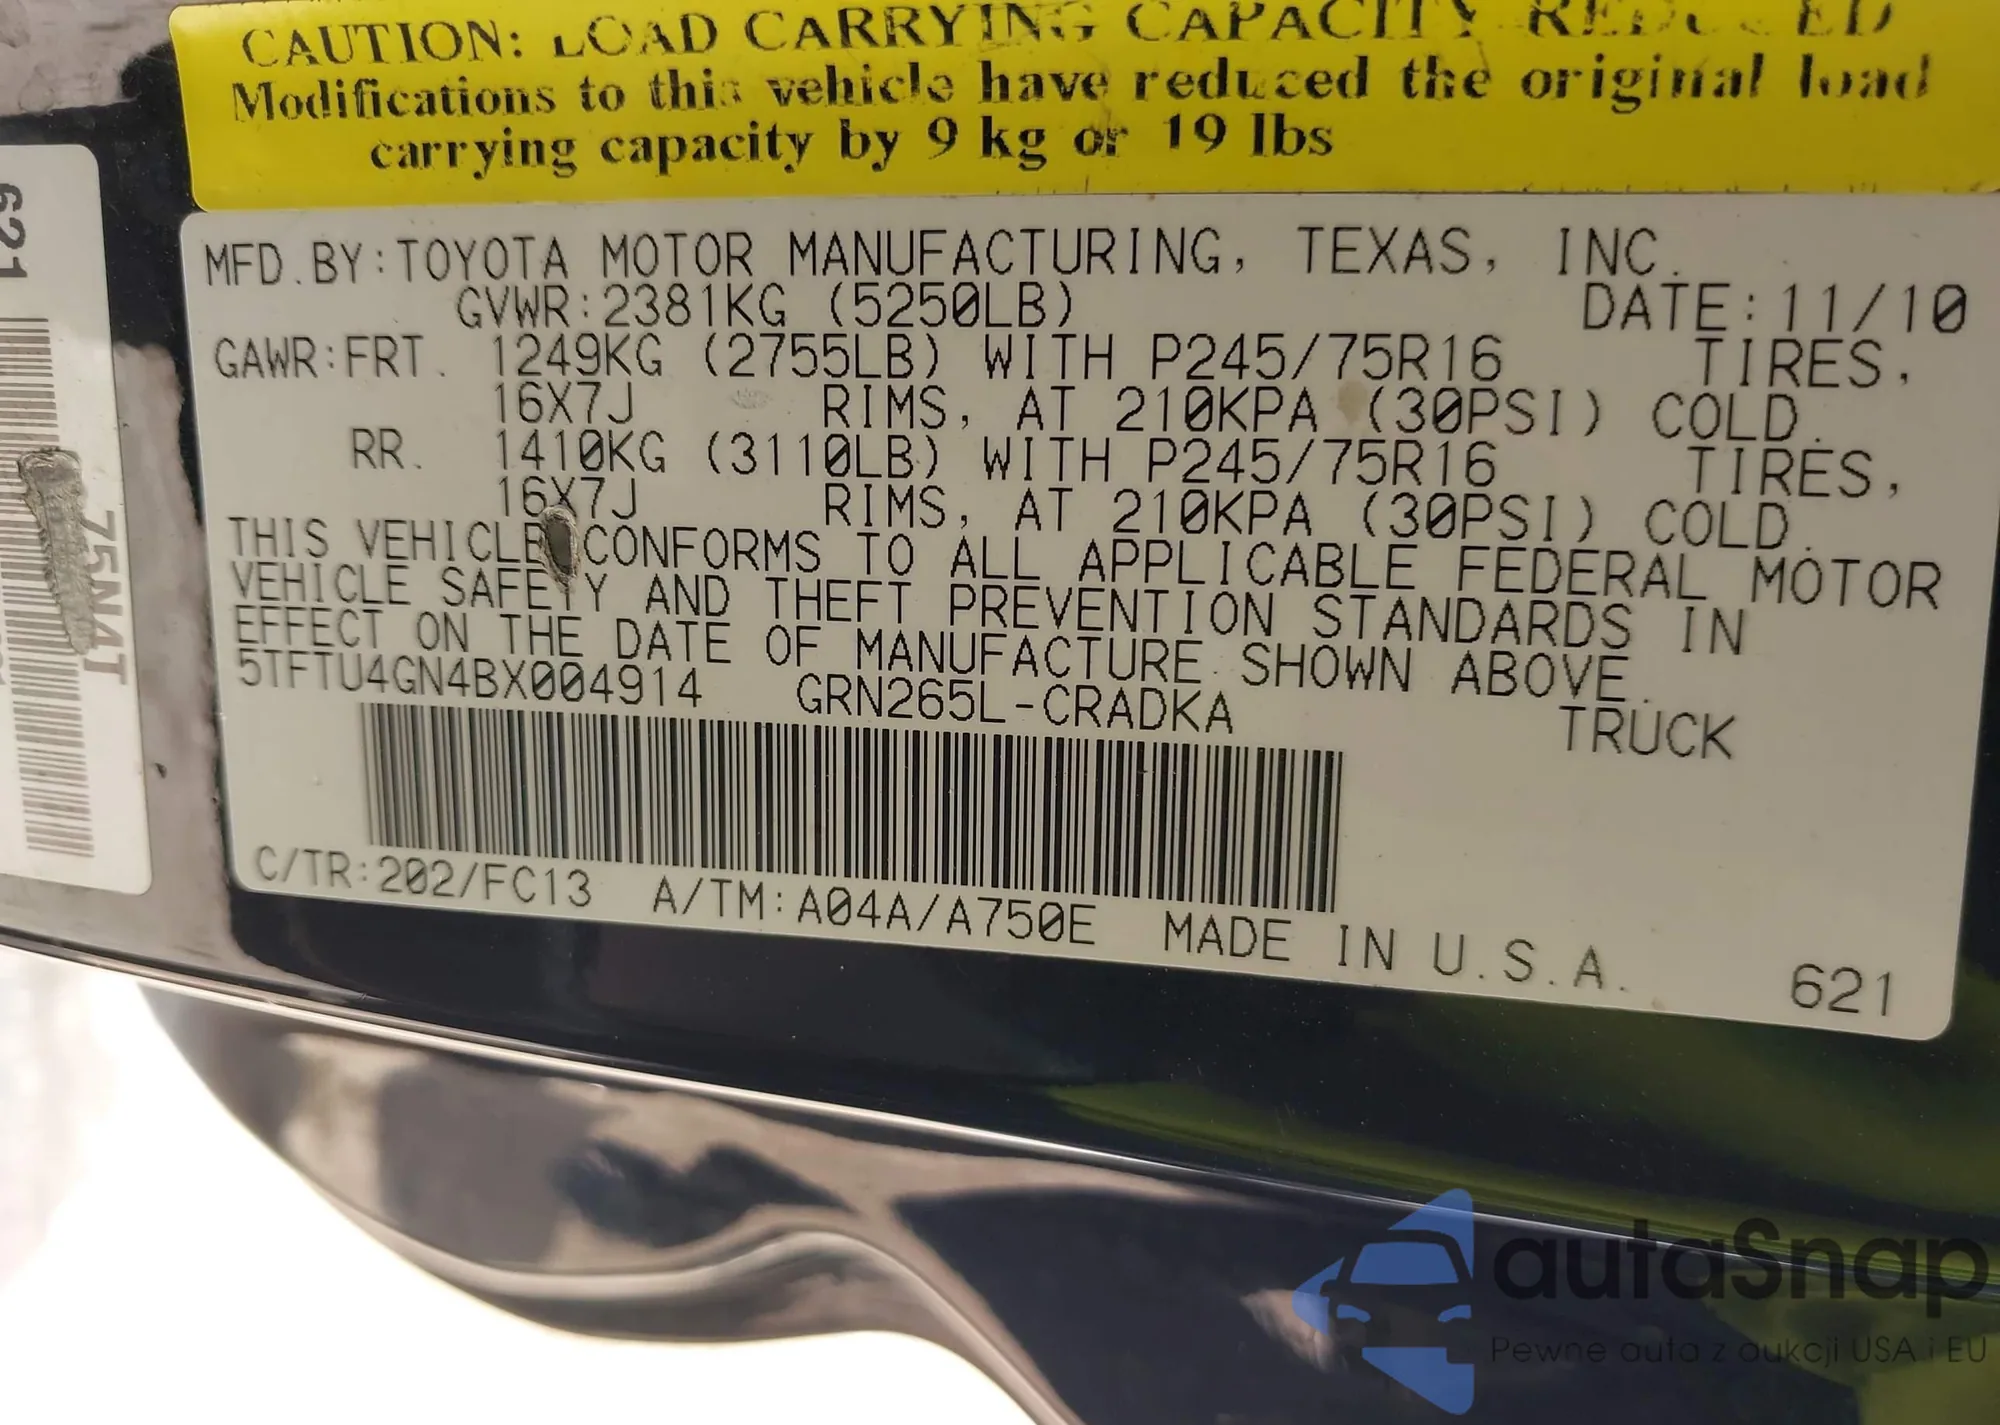 CAUTION: LOAD CARRYING CAPACITY REDUCED
Modifications to this vehicle have reduced the original load
carrying capacity by 9 kg or 19 lbs
MFD.BY:TOYOTA MOTOR MANUFACTURING, TEXAS, INC.
GVWR:2381KG (5250LB) DATE:11/10
GAWR:FRT. 1249KG (2755LB) WITH P245/75R16 TIRES,
16X7J RIMS, AT 210KPA (30PSI) COLD.
RR. 1410KG (3110LB) WITH P245/75R16 TIRES,
16X7J RIMS, AT 210KPA (30PSI) COLD.
THIS VEHICLE CONFORMS TO ALL APPLICABLE FEDERAL MOTOR
VEHICLE SAFETY AND THEFT PREVENTION STANDARDS IN
EFFECT ON THE DATE OF MANUFACTURE SHOWN ABOVE.
5TFTU4GN4BX004914 GRN265L-CRADKA TRUCK
C/TR:202/FC13 A/TM:A04A/A750E MADE IN U.S.A. 621
621
75N4T
autaSnap
Pewne auta z aukcji USA i EU